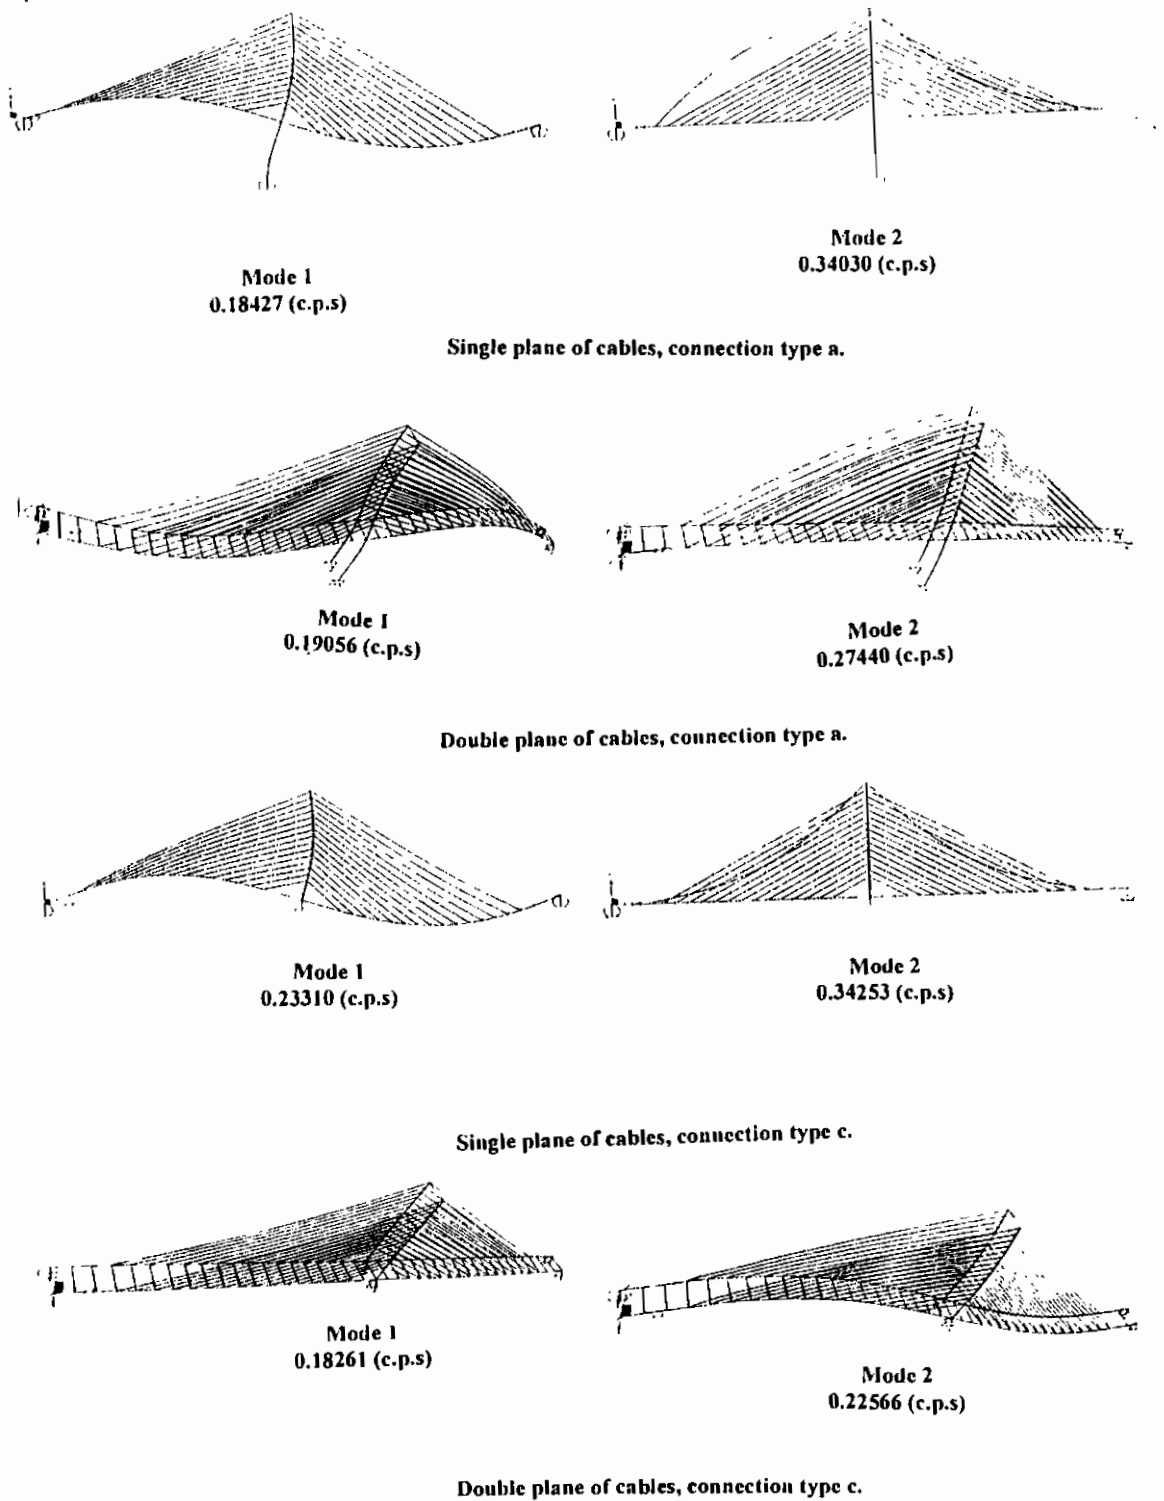 Mode 1
0.18427 (c.p.s)
Mode 2
0.34030 (c.p.s)
Single plane of cables, connection type a.
Mode 1
0.19056 (c.p.s)
Mode 2
0.27440 (c.p.s)
Double plane of cables, connection type a.
Mode 1
0.23310 (c.p.s)
Mode 2
0.34253 (c.p.s)
Single plane of cables, connection type c.
Mode 1
0.18261 (c.p.s)
Mode 2
0.22566 (c.p.s)
Double plane of cables, connection type c.